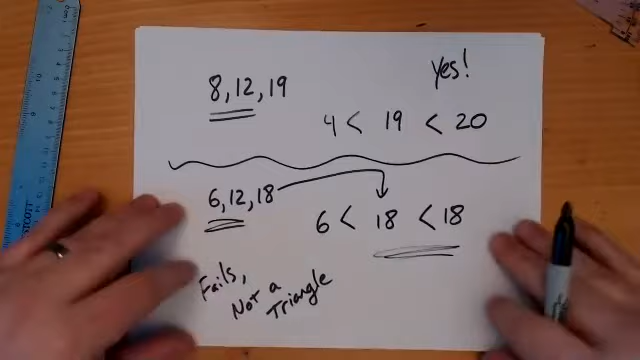 8, 12, 19
yes!
4 < 19 < 20
6, 12, 18
6 < 18 < 18
Fails,
Not a
Triangle